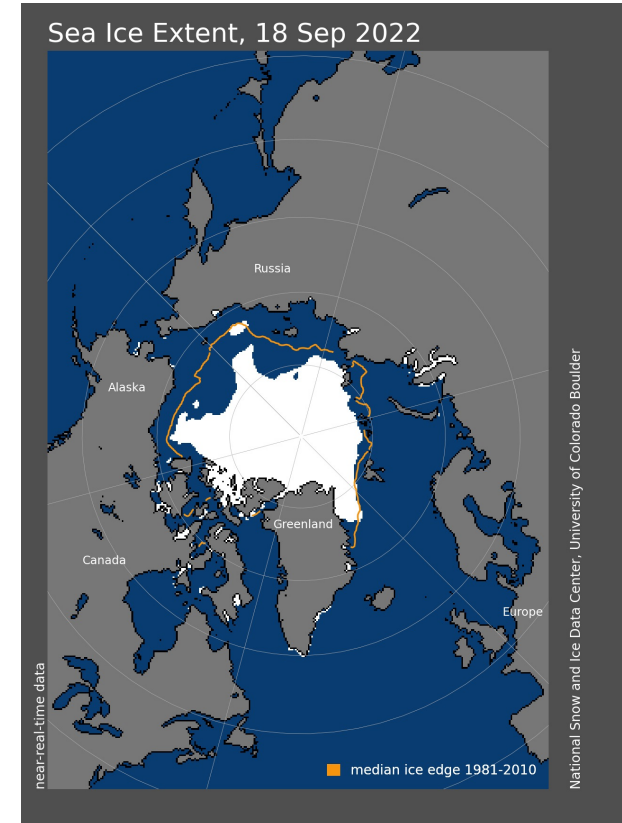 Sea Ice Extent, 18 Sep 2022
Russia
Alaska
Greenland
Canada
Europe
near-real-time data
median ice edge 1981-2010
National Snow and Ice Data Center, University of Colorado Boulder